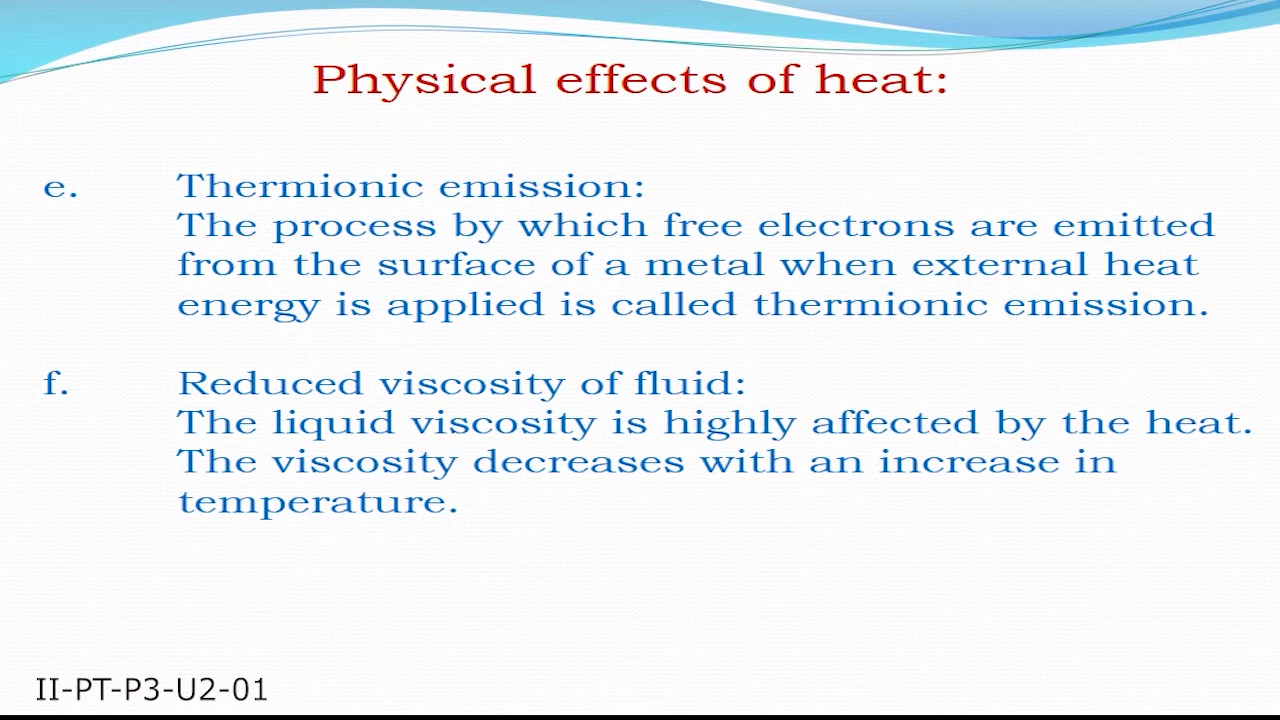 Physical effects of heat:
e. Thermionic emission:
The process by which free electrons are emitted
from the surface of a metal when external heat
energy is applied is called thermionic emission.
f. Reduced viscosity of fluid:
The liquid viscosity is highly affected by the heat.
The viscosity decreases with an increase in
temperature.
II-PT-P3-U2-01